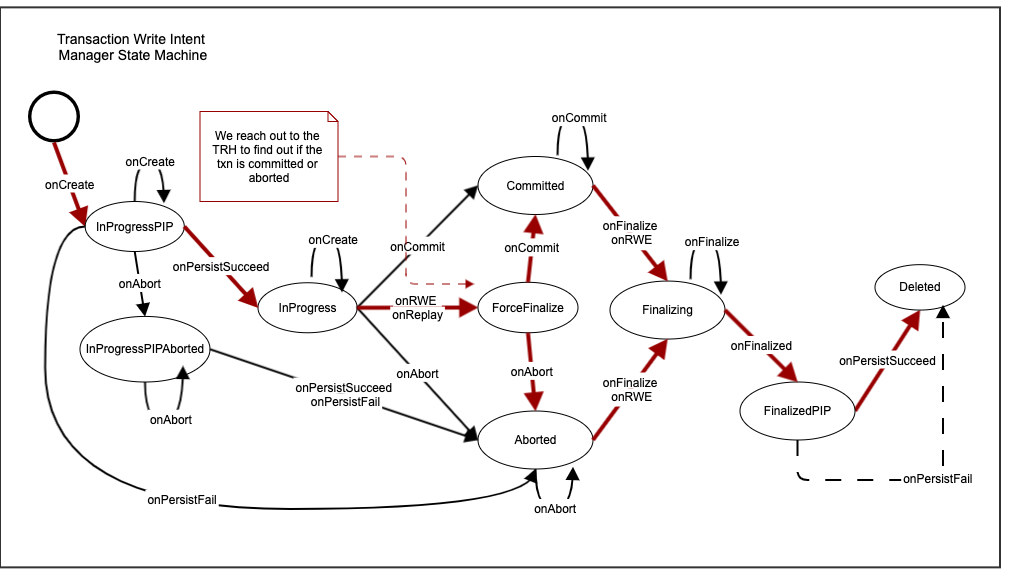 Transaction Write Intent
Manager State Machine
onCreate
onCreate
InProgressPIP
We reach out to the
TRH to find out if the
txn is committed or
aborted
onCommit
Committed
onPersistSucceed
onAbort
onCreate
InProgress
onCommit
onRWE
onReplay
onCommit
ForceFinalize
onFinalize
onRWE
onFinalize
Finalizing
Deleted
InProgressPIPAborted
onAbort
onPersistSucceed
onPersistFail
onAbort
onAbort
onFinalize
onRWE
onFinalized
onPersistSucceed
FinalizedPIP
Aborted
onPersistFail
onAbort
onPersistFail